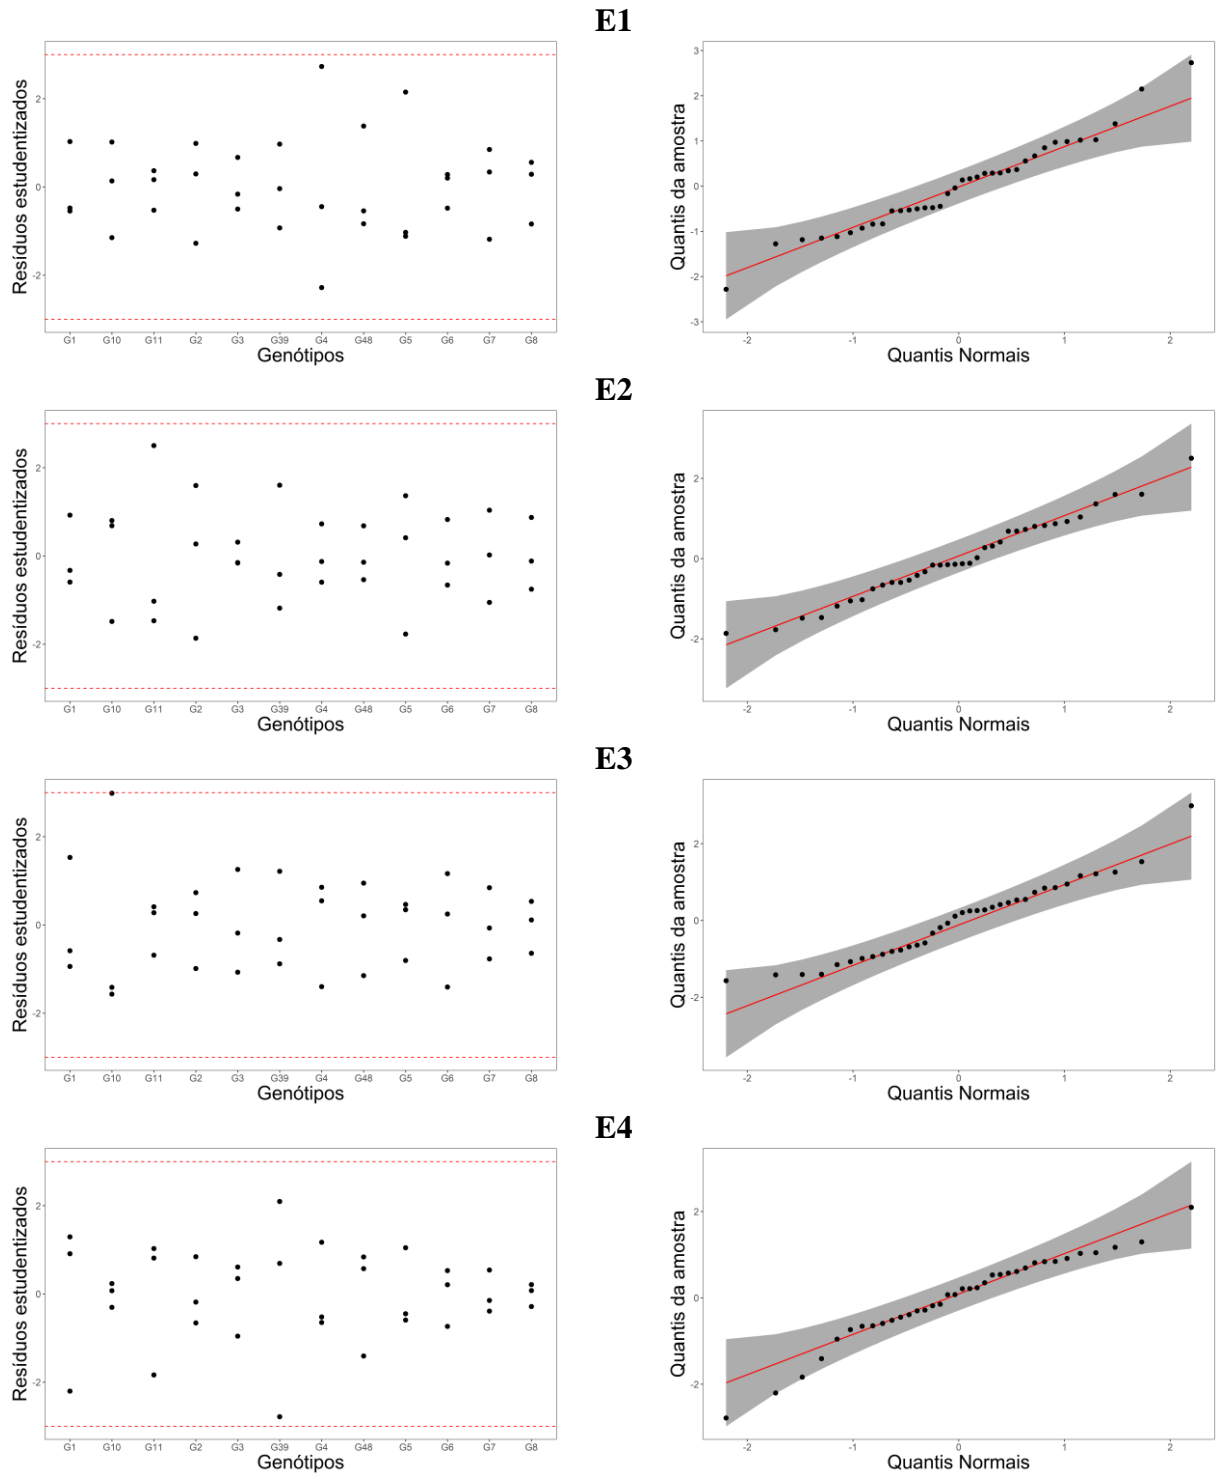 E1
Resíduos estudentizados
2
0
-2
G1 G10 G11 G2 G3 G39 G4 G48 G5 G6 G7 G8
Genótipos
Quantis da amostra
3
2
1
0
-1
-2
-3
-2 -1 0 1 2
Quantis Normais
E2
Resíduos estudentizados
2
0
-2
G1 G10 G11 G2 G3 G39 G4 G48 G5 G6 G7 G8
Genótipos
Quantis da amostra
2
0
-2
-2 -1 0 1 2
Quantis Normais
E3
Resíduos estudentizados
2
0
-2
G1 G10 G11 G2 G3 G39 G4 G48 G5 G6 G7 G8
Genótipos
Quantis da amostra
2
0
-2
-2 -1 0 1 2
Quantis Normais
E4
Resíduos estudentizados
2
0
-2
G1 G10 G11 G2 G3 G39 G4 G48 G5 G6 G7 G8
Genótipos
Quantis da amostra
2
0
-2
-2 -1 0 1 2
Quantis Normais